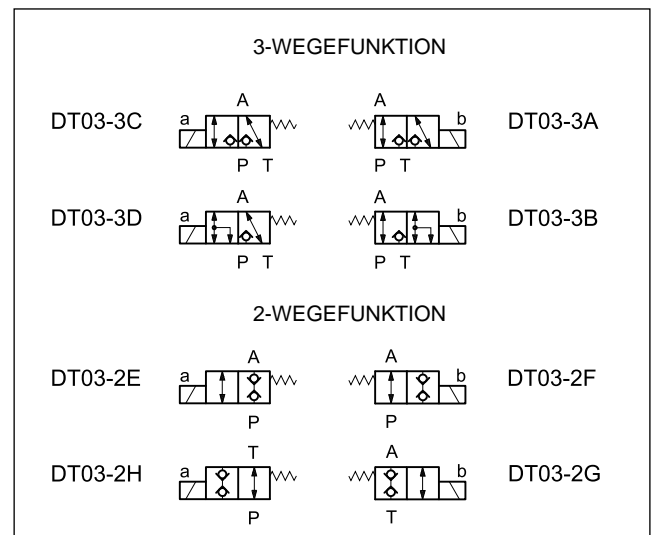 3-WEGEFUNKTION
DT03-3C a A P T
A P T b DT03-3A
DT03-3D a A P T
A P T b DT03-3B
2-WEGEFUNKTION
DT03-2E a A P
A P b DT03-2F
DT03-2H a T P
A T b DT03-2G